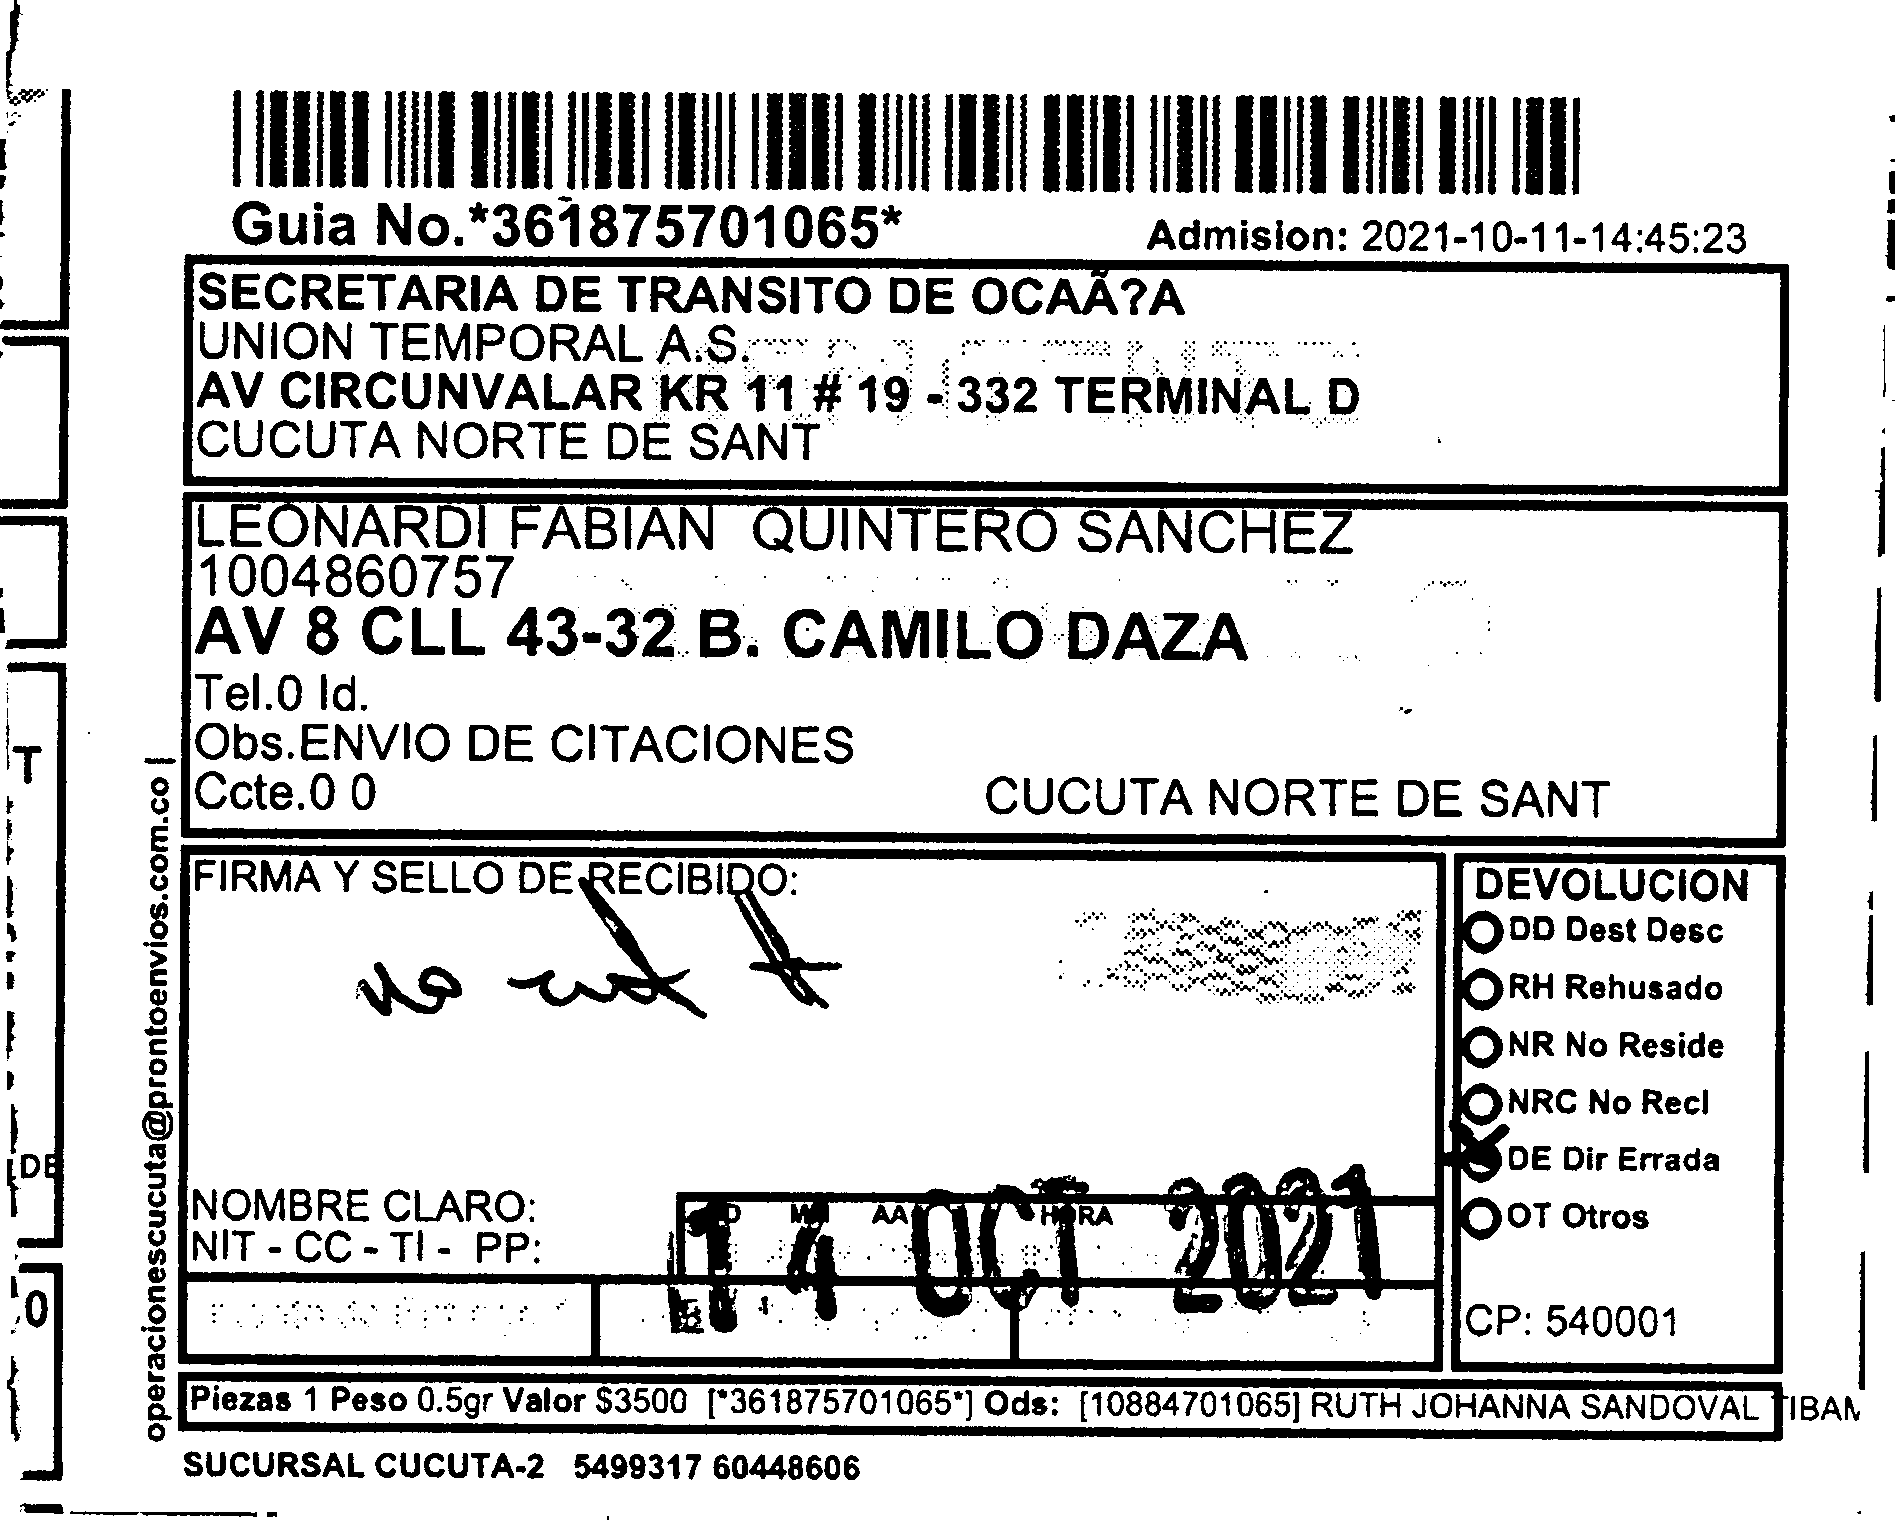 Guia No.*361875701065*
Admision: 2021-10-11-14:45:23
SECRETARIA DE TRANSITO DE OCAÃ?A
UNION TEMPORAL A.S.
AV CIRCUNVALAR KR 11 # 19 - 332 TERMINAL D
CUCUTA NORTE DE SANT
LEONARDI FABIAN QUINTERO SANCHEZ
1004860757
AV 8 CLL 43-32 B. CAMILO DAZA
Tel.0 Id.
Obs.ENVIO DE CITACIONES
Ccte.0 0
CUCUTA NORTE DE SANT
FIRMA Y SELLO DE RECIBIDO:
No
NOMBRE CLARO:
NIT - CC - TI - PP:
AA
HORA
14 OCT 2021
DEVOLUCION
DD Dest Desc
RH Rehusado
NR No Reside
NRC No Recl
DE Dir Errada
OT Otros
CP: 540001
Piezas 1 Peso 0.5gr Valor $3500 [*361875701065*] Ods: [10884701065] RUTH JOHANNA SANDOVAL TIBAM
SUCURSAL CUCUTA-2 5499317 60448606
operacionescucuta@prontoenvios.com.co |
T
DE
0